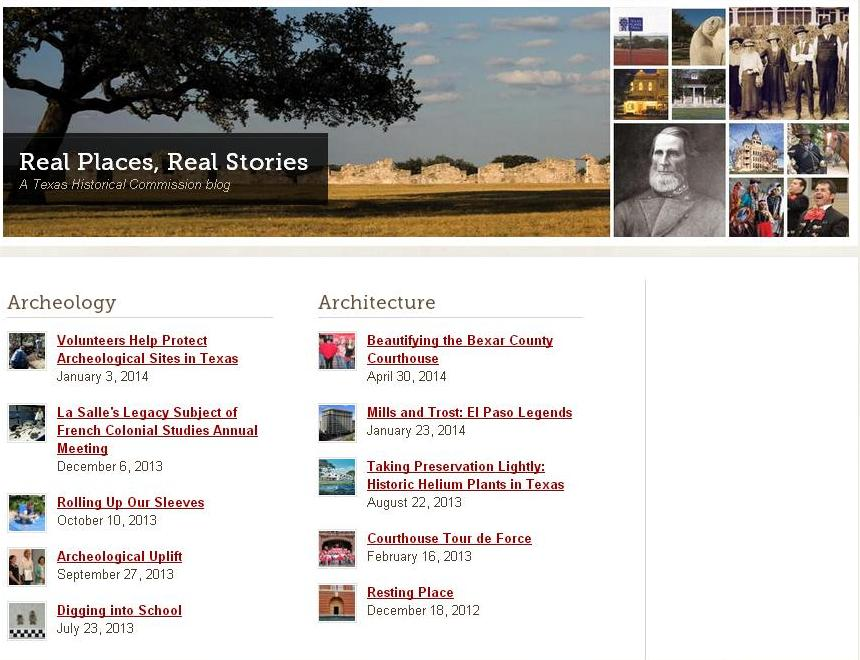 Real Places, Real Stories
A Texas Historical Commission blog
Archeology
Volunteers Help Protect
Archeological Sites in Texas
January 3, 2014
La Salle's Legacy Subject of
French Colonial Studies Annual
Meeting
December 6, 2013
Rolling Up Our Sleeves
October 10, 2013
Archeological Uplift
September 27, 2013
Digging into School
July 23, 2013
Architecture
Beautifying the Bexar County
Courthouse
April 30, 2014
Mills and Trost: El Paso Legends
January 23, 2014
Taking Preservation Lightly:
Historic Helium Plants in Texas
August 22, 2013
Courthouse Tour de Force
February 16, 2013
Resting Place
December 18, 2012